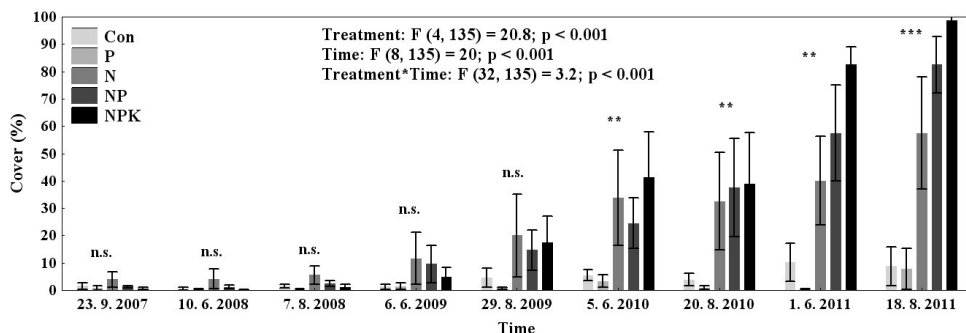 100
90
80
70
60
50
40
30
20
10
0
Cover (%)
Con
P
N
NP
NPK
Treatment: F (4, 135) = 20.8; p < 0.001
Time: F (8, 135) = 20; p < 0.001
Treatment*Time: F (32, 135) = 3.2; p < 0.001
n.s. n.s. n.s. n.s. n.s. ** ** ** ***
23. 9. 2007 10. 6. 2008 7. 8. 2008 6. 6. 2009 29. 8. 2009 5. 6. 2010 20. 8. 2010 1. 6. 2011 18. 8. 2011
Time